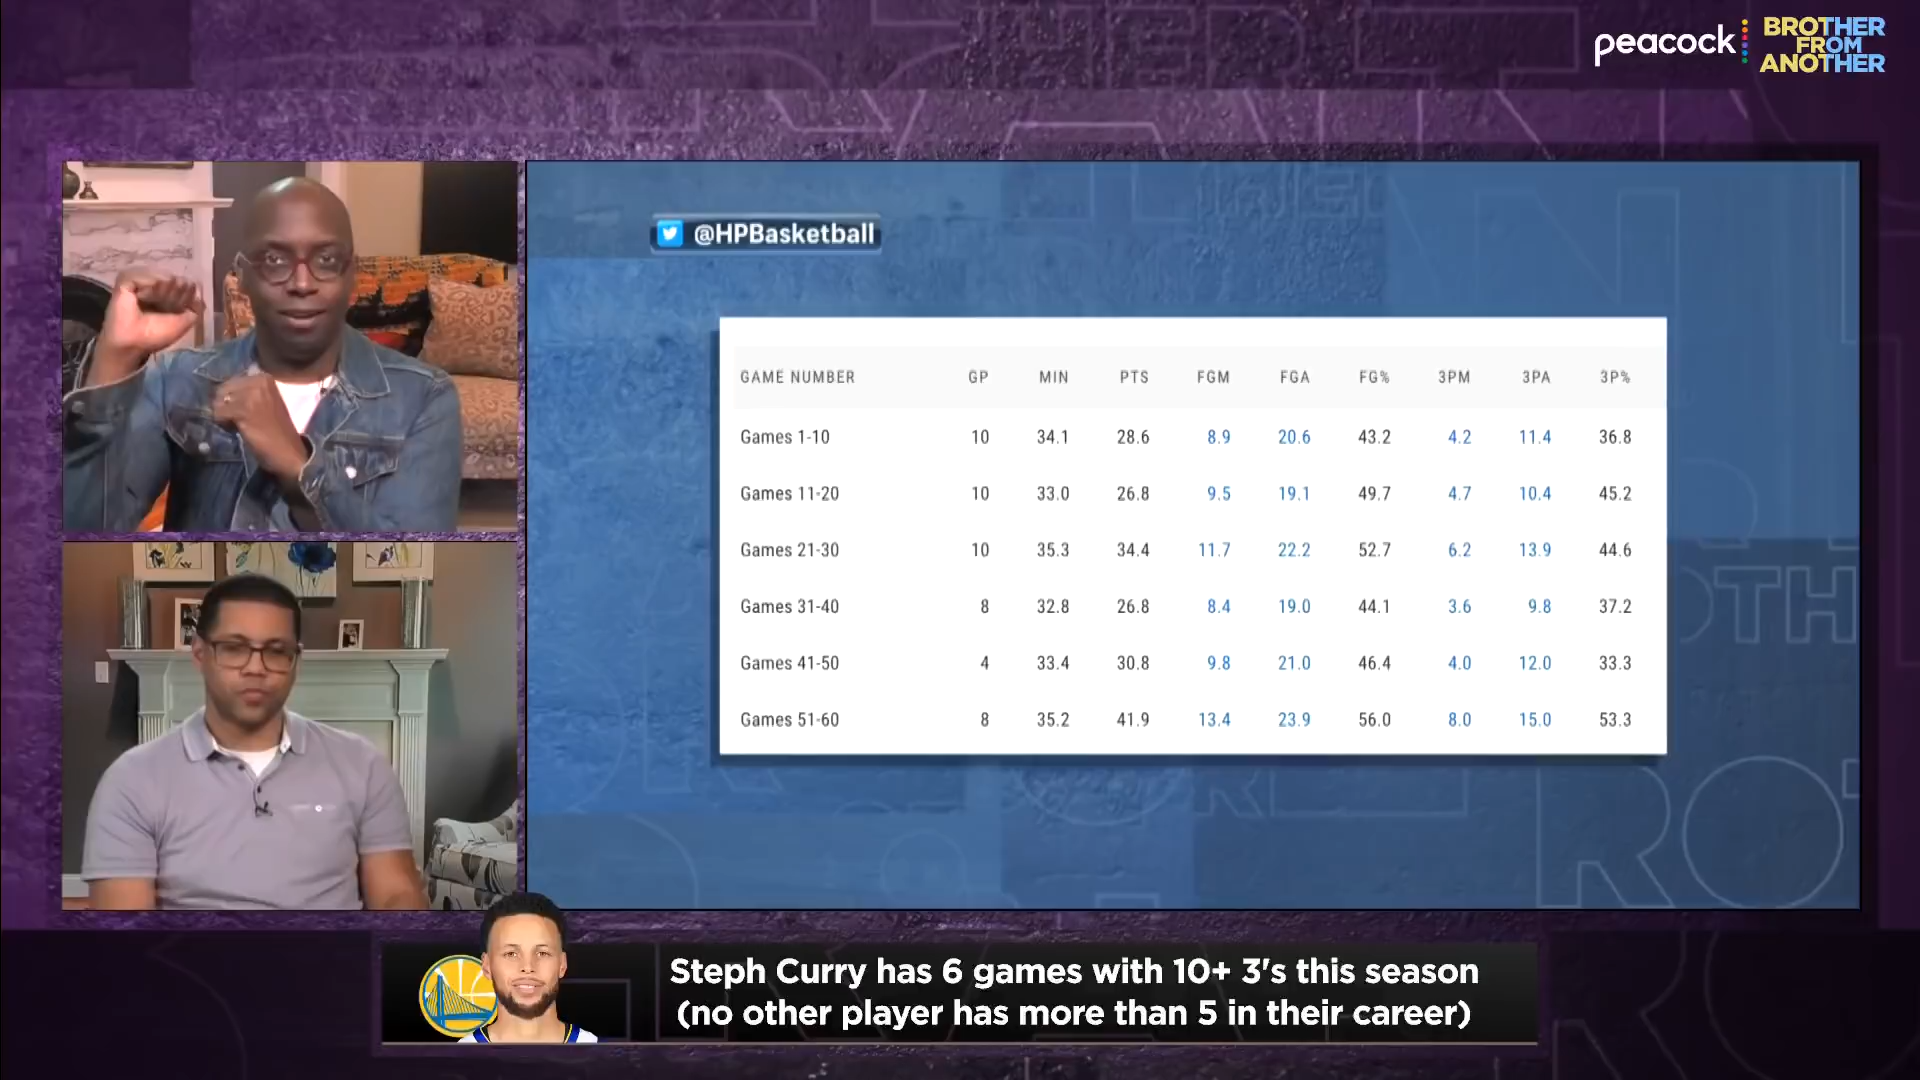 peacock
BROTHER
FROM
ANOTHER
@HPBasketball
GAME NUMBER GP MIN PTS FGM FGA FG% 3PM 3PA 3P%
Games 1-10 10 34.1 28.6 8.9 20.6 43.2 4.2 11.4 36.8
Games 11-20 10 33.0 26.8 9.5 19.1 49.7 4.7 10.4 45.2
Games 21-30 10 35.3 34.4 11.7 22.2 52.7 6.2 13.9 44.6
Games 31-40 8 32.8 26.8 8.4 19.0 44.1 3.6 9.8 37.2
Games 41-50 4 33.4 30.8 9.8 21.0 46.4 4.0 12.0 33.3
Games 51-60 8 35.2 41.9 13.4 23.9 56.0 8.0 15.0 53.3
Steph Curry has 6 games with 10+ 3's this season
(no other player has more than 5 in their career)